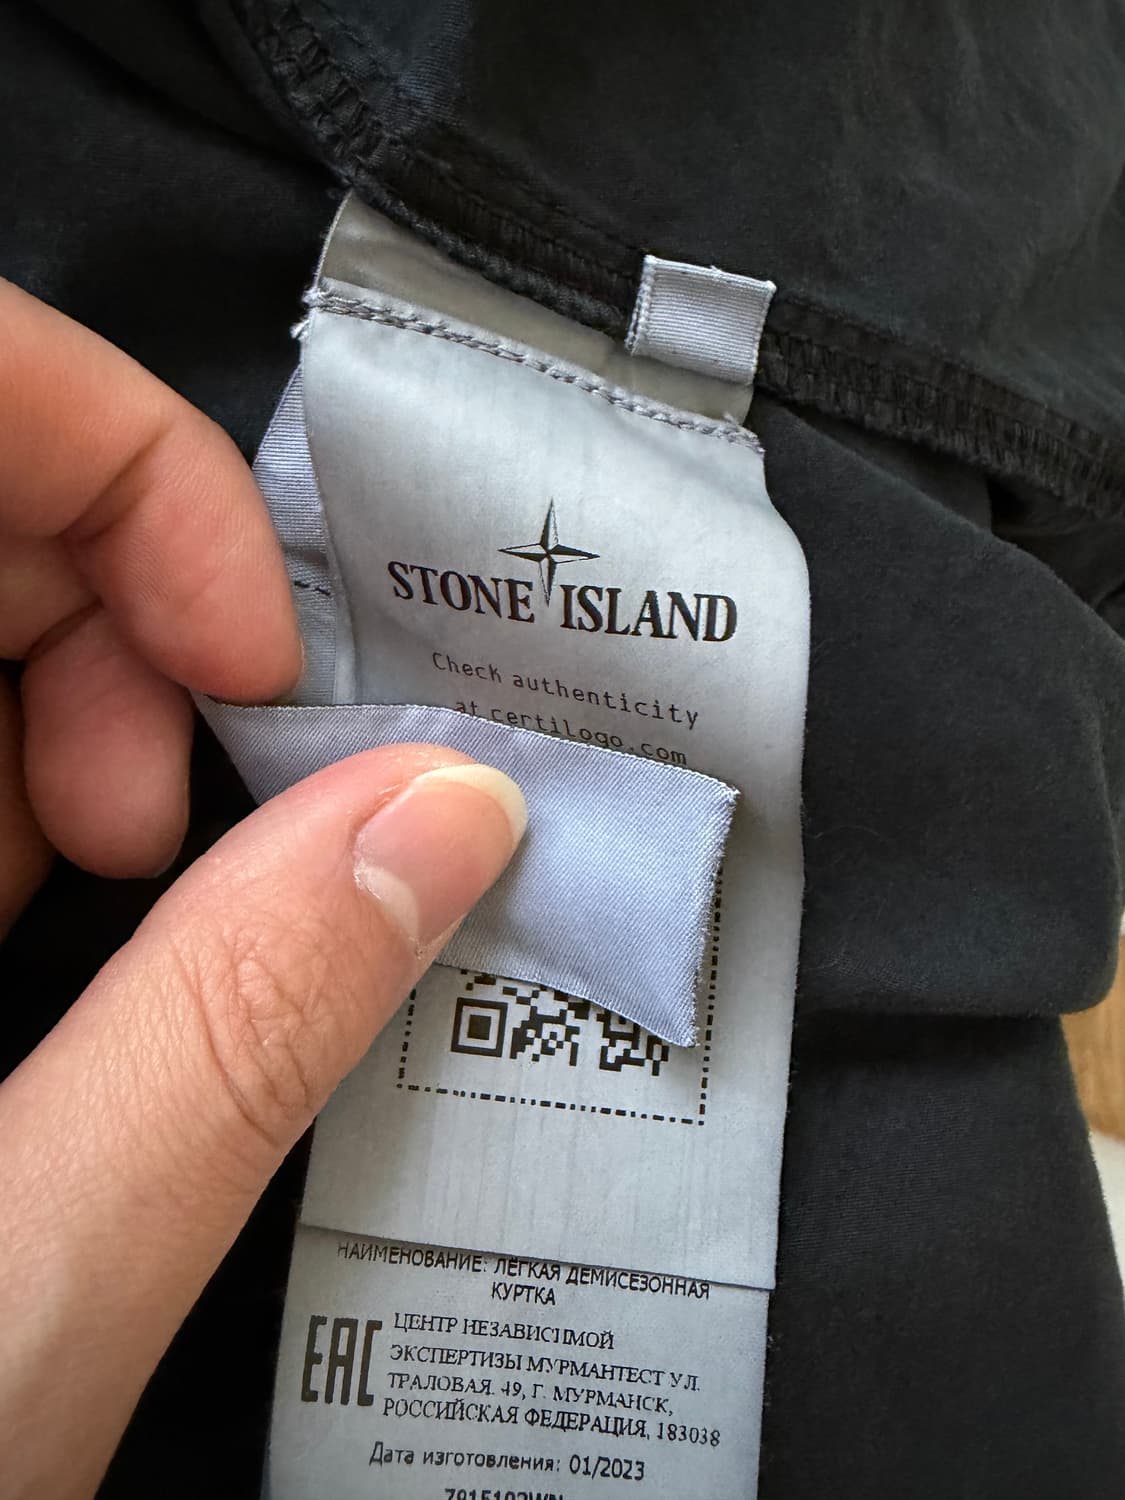 STONE ISLAND
Check authenticity
at certilogo.com
НАИМЕНОВАНИЕ: ЛЁГКАЯ ДЕМИСЕЗОННАЯ
КУРТКА
EAC
ЦЕНТР НЕЗАВИСИМОЙ
ЭКСПЕРТИЗЫ МУРМАНТЕСТ УЛ.
ТРАЛОВАЯ. 49, Г. МУРМАНСК,
РОССИЙСКАЯ ФЕДЕРАЦИЯ, 183038
Дата изготовления: 01/2023